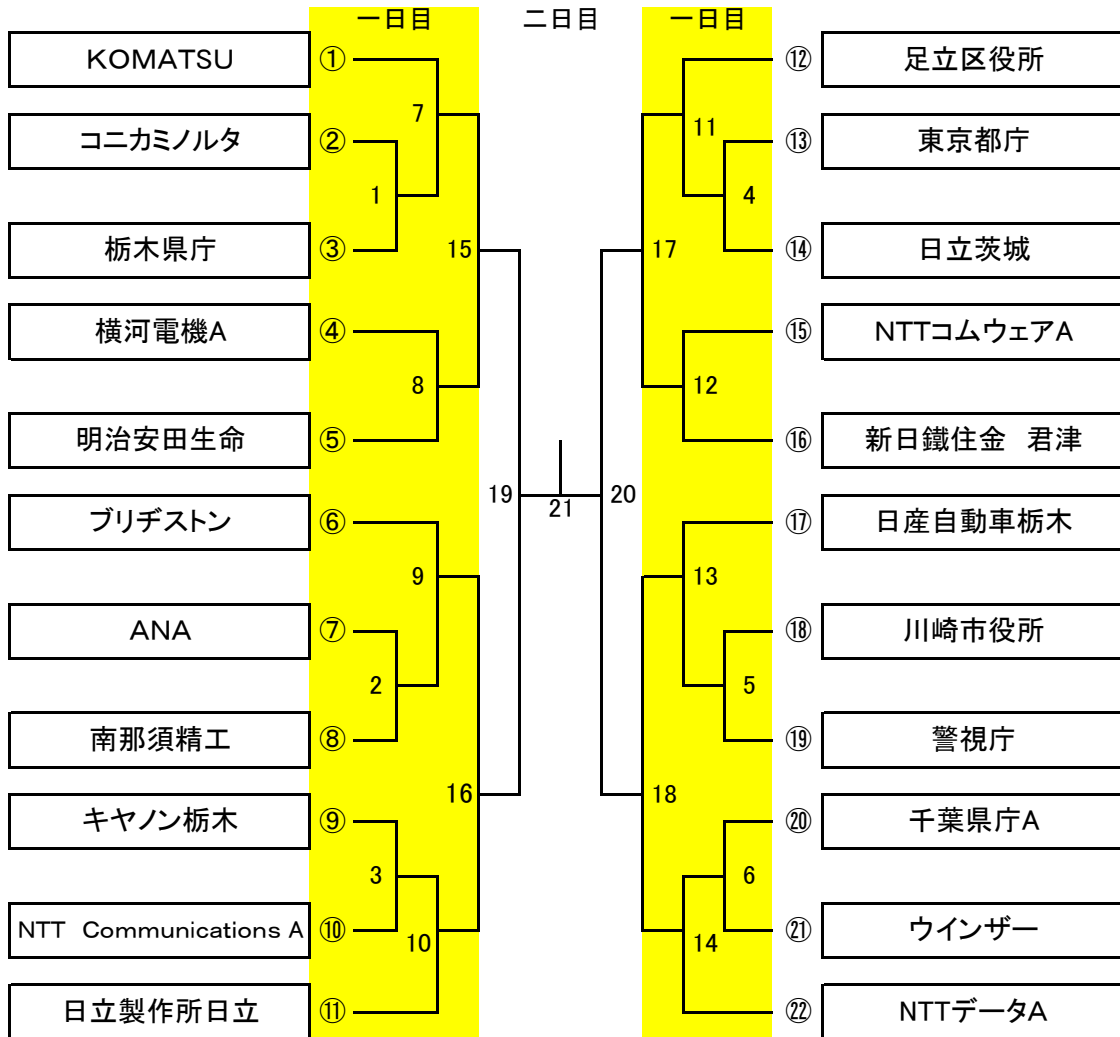 一日目 二日目 一日目
KOMATSU ① ⑫ 足立区役所
7 11
コニカミノルタ ② ⑬ 東京都庁
1 4
栃木県庁 ③ 15 17 ⑭ 日立茨城
横河電機A ④ ⑮ NTTコムウェアA
8 12
明治安田生命 ⑤ ⑯ 新日鐵住金 君津
19 21 20
ブリヂストン ⑥ ⑰ 日産自動車栃木
9 13
ANA ⑦ ⑱ 川崎市役所
2 5
南那須精工 ⑧ ⑲ 警視庁
16 18
キヤノン栃木 ⑨ ⑳ 千葉県庁A
3 6
NTT Communications A ⑩ 10 14 ㉑ ウインザー
日立製作所日立 ⑪ ㉒ NTTデータA